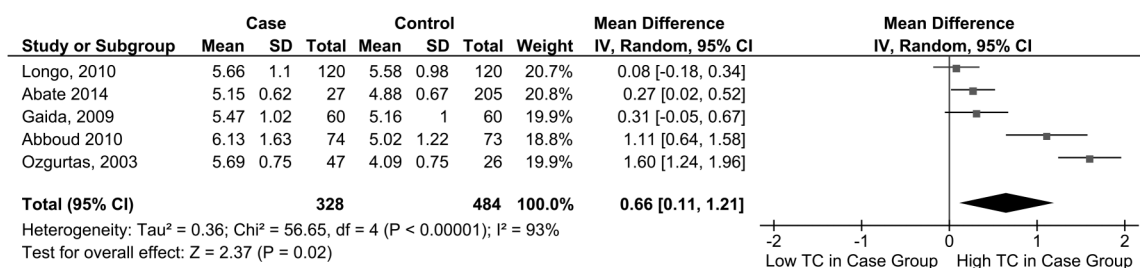 Case Control Mean Difference Mean Difference
Study or Subgroup Mean SD Total Mean SD Total Weight IV, Random, 95% CI IV, Random, 95% CI
Longo, 2010 5.66 1.1 120 5.58 0.98 120 20.7% 0.08 [-0.18, 0.34]
Abate 2014 5.15 0.62 27 4.88 0.67 205 20.8% 0.27 [0.02, 0.52]
Gaida, 2009 5.47 1.02 60 5.16 1 60 19.9% 0.31 [-0.05, 0.67]
Abboud 2010 6.13 1.63 74 5.02 1.22 73 18.8% 1.11 [0.64, 1.58]
Ozgurtas, 2003 5.69 0.75 47 4.09 0.75 26 19.9% 1.60 [1.24, 1.96]
Total (95% CI) 328 484 100.0% 0.66 [0.11, 1.21]
Heterogeneity: Tau² = 0.36; Chi² = 56.65, df = 4 (P < 0.00001); I² = 93%
Test for overall effect: Z = 2.37 (P = 0.02)
-2 -1 0 1 2
Low TC in Case Group High TC in Case Group